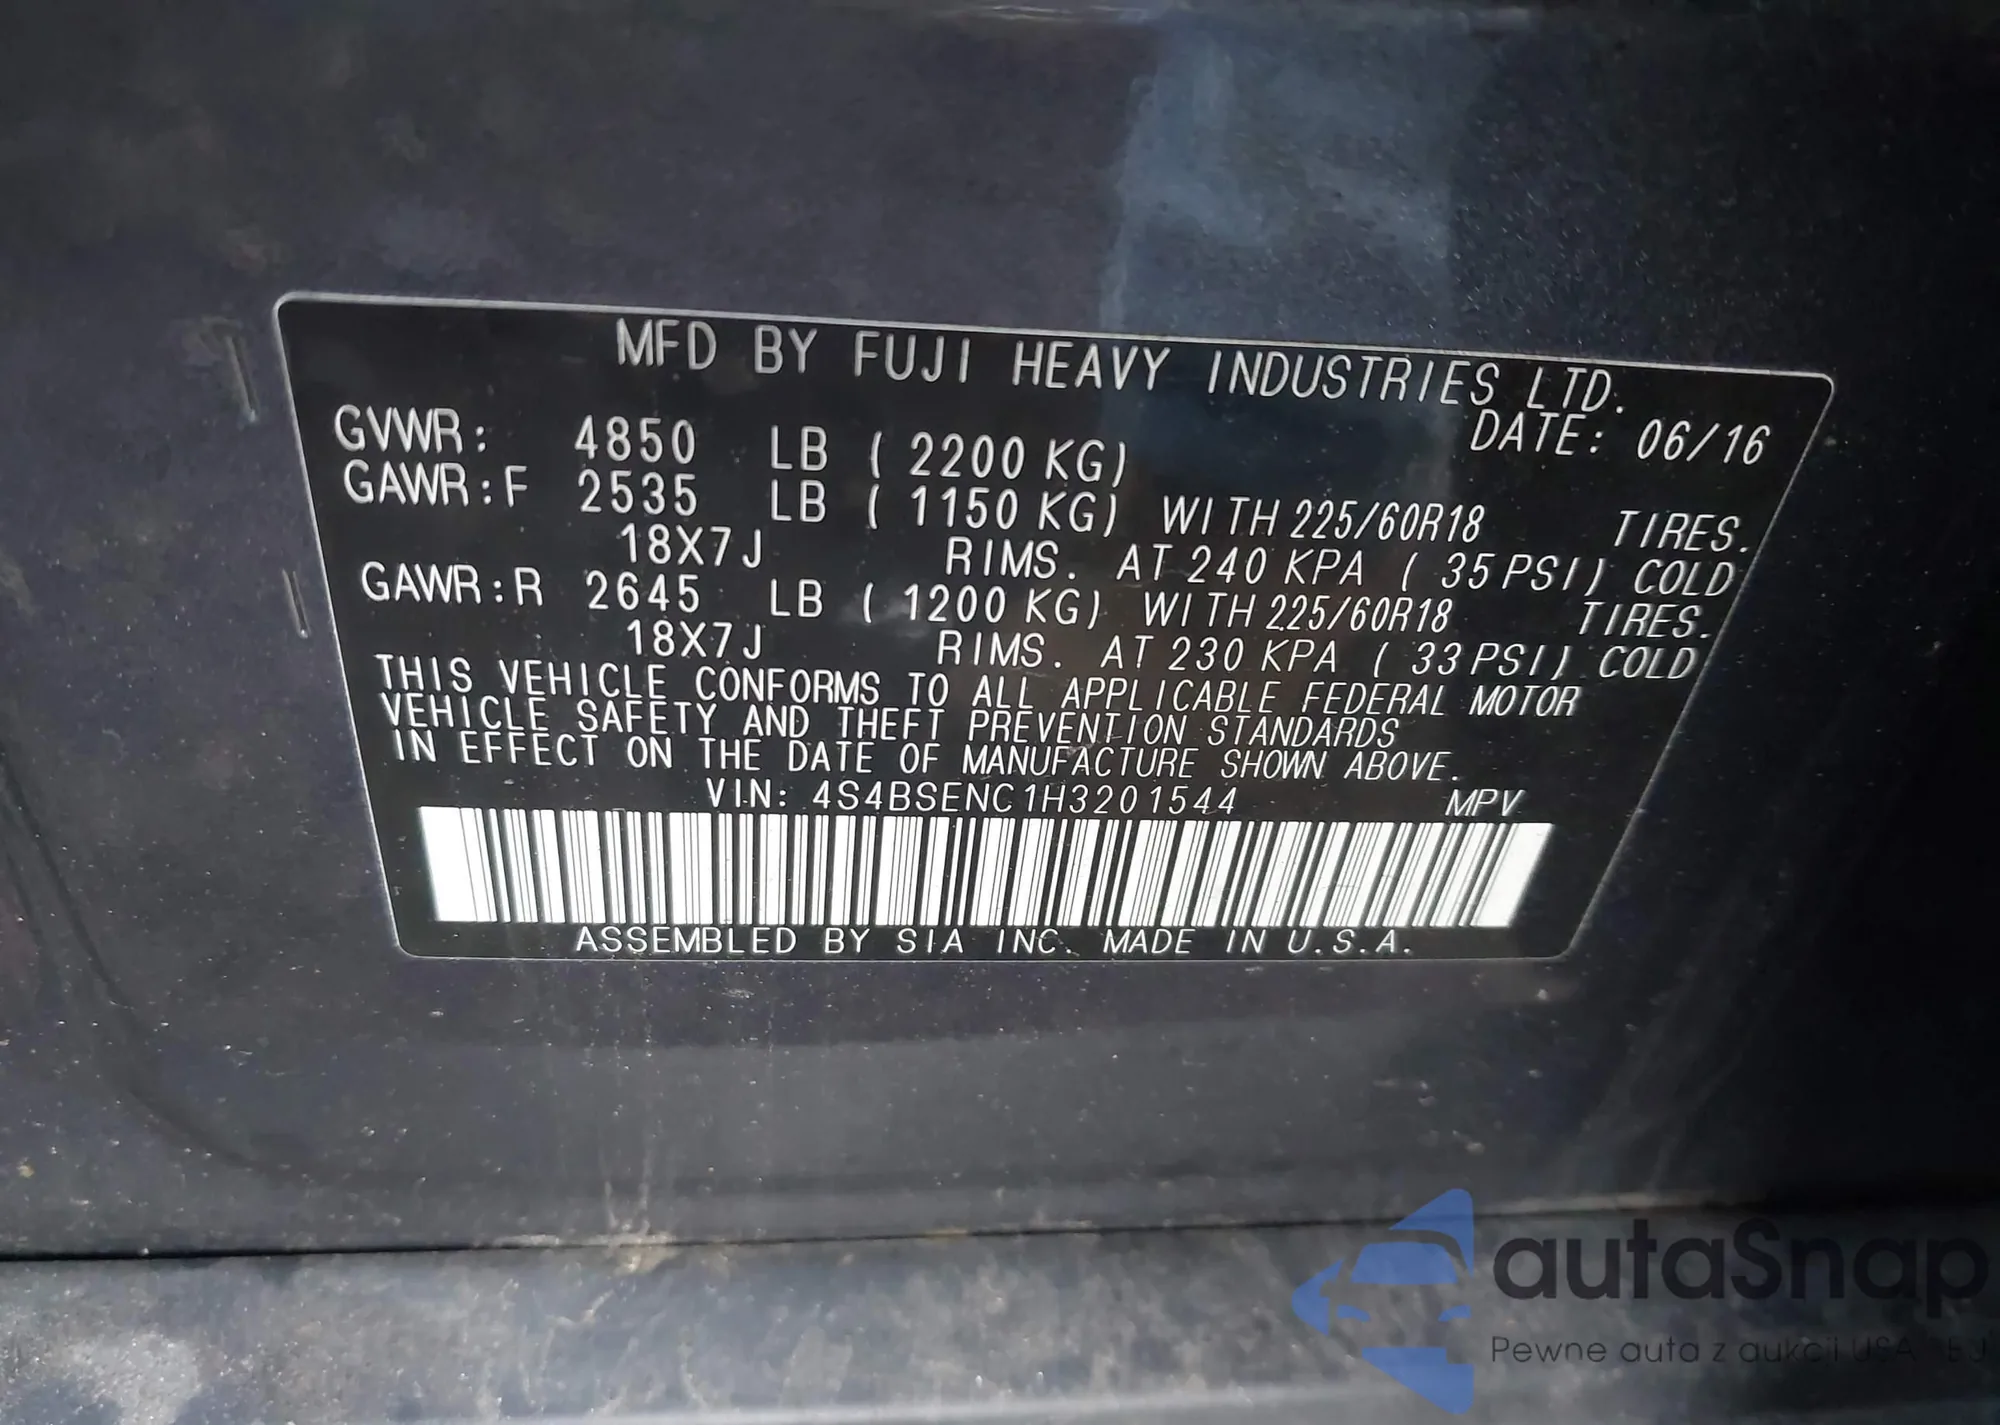 MFD BY FUJI HEAVY INDUSTRIES LTD.
DATE: 06/16
GVWR: 4850 LB ( 2200 KG)
GAWR:F 2535 LB ( 1150 KG) WITH 225/60R18 TIRES.
18X7J RIMS. AT 240 KPA ( 35 PSI) COLD
GAWR:R 2645 LB ( 1200 KG) WITH 225/60R18 TIRES.
18X7J RIMS. AT 230 KPA ( 33 PSI) COLD
THIS VEHICLE CONFORMS TO ALL APPLICABLE FEDERAL MOTOR
VEHICLE SAFETY AND THEFT PREVENTION STANDARDS
IN EFFECT ON THE DATE OF MANUFACTURE SHOWN ABOVE.
VIN: 4S4BSENC1H3201544 MPV
ASSEMBLED BY SIA INC. MADE IN U.S.A.
autaSnap
Pewne auta z aukcji USA EU